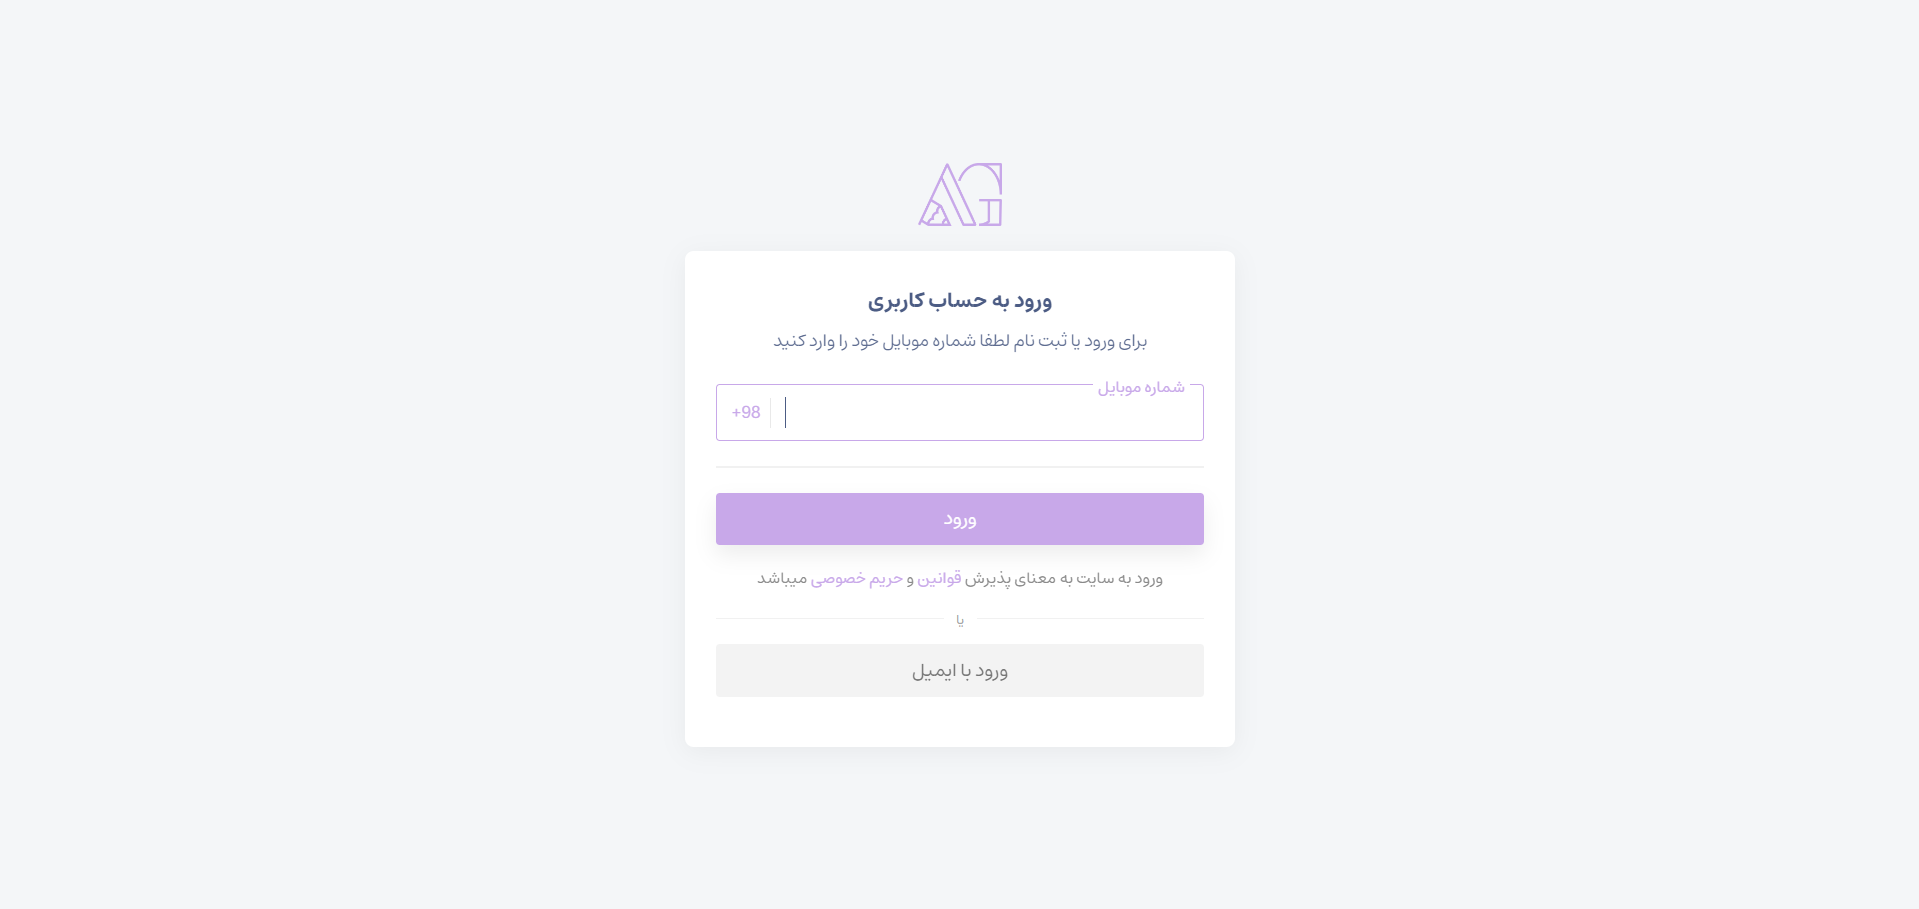 AG
ورود به حساب کاربری
برای ورود یا ثبت نام لطفا شماره موبایل خود را وارد کنید
شماره موبایل
+98
ورود
ورود به سایت به معنای پذیرش قوانین و حریم خصوصی میباشد
یا
ورود با ایمیل